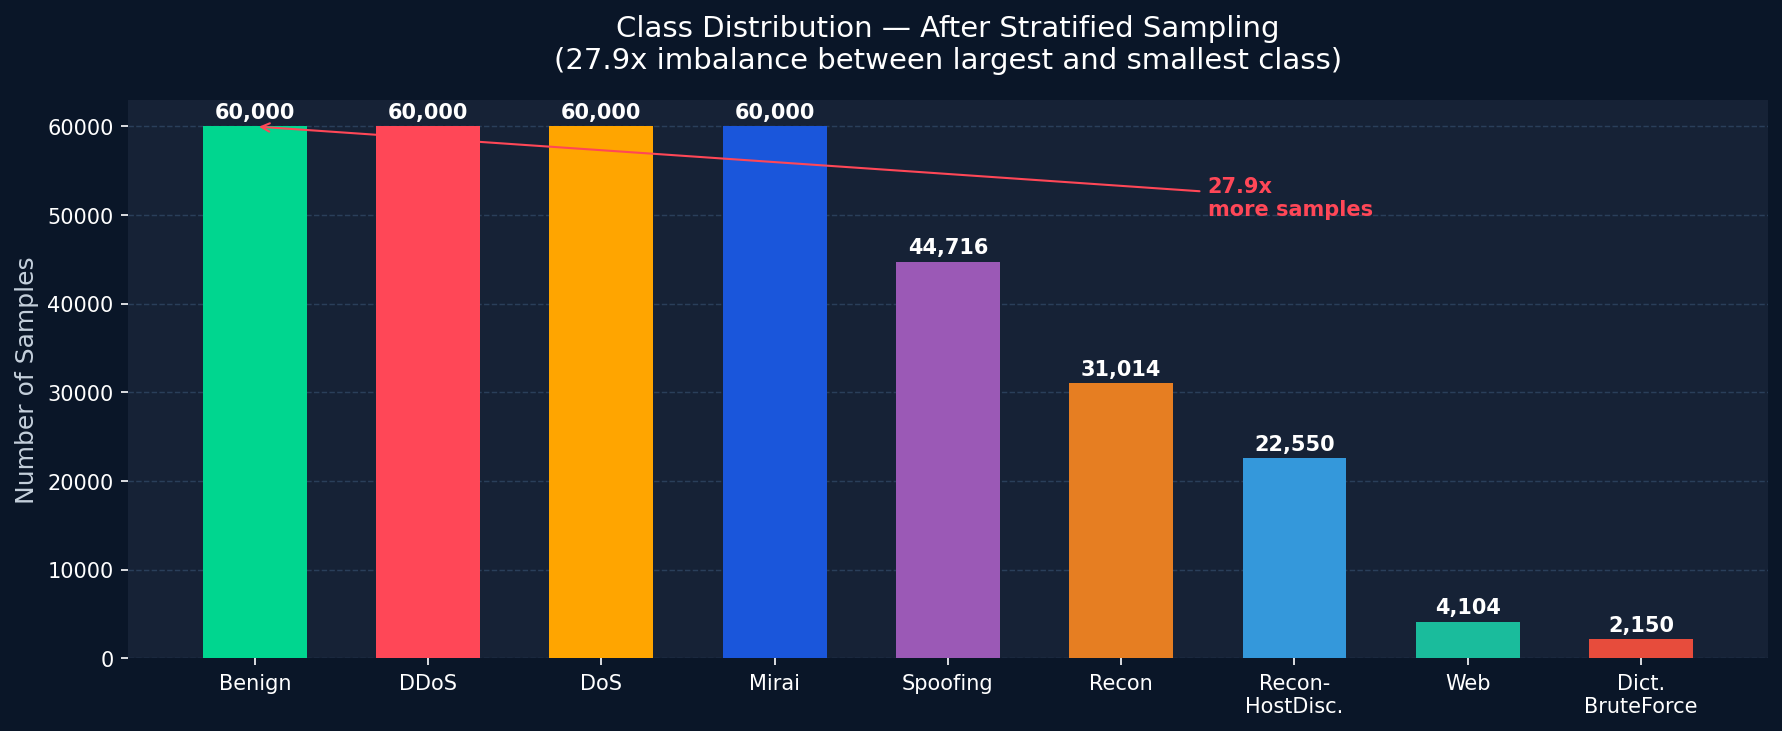 Class Distribution — After Stratified Sampling
(27.9x imbalance between largest and smallest class)
Number of Samples
60000
50000
40000
30000
20000
10000
0
60,000
60,000
60,000
60,000
44,716
31,014
22,550
4,104
2,150
27.9x
more samples
Benign
DDoS
DoS
Mirai
Spoofing
Recon
Recon-
HostDisc.
Web
Dict.
BruteForce